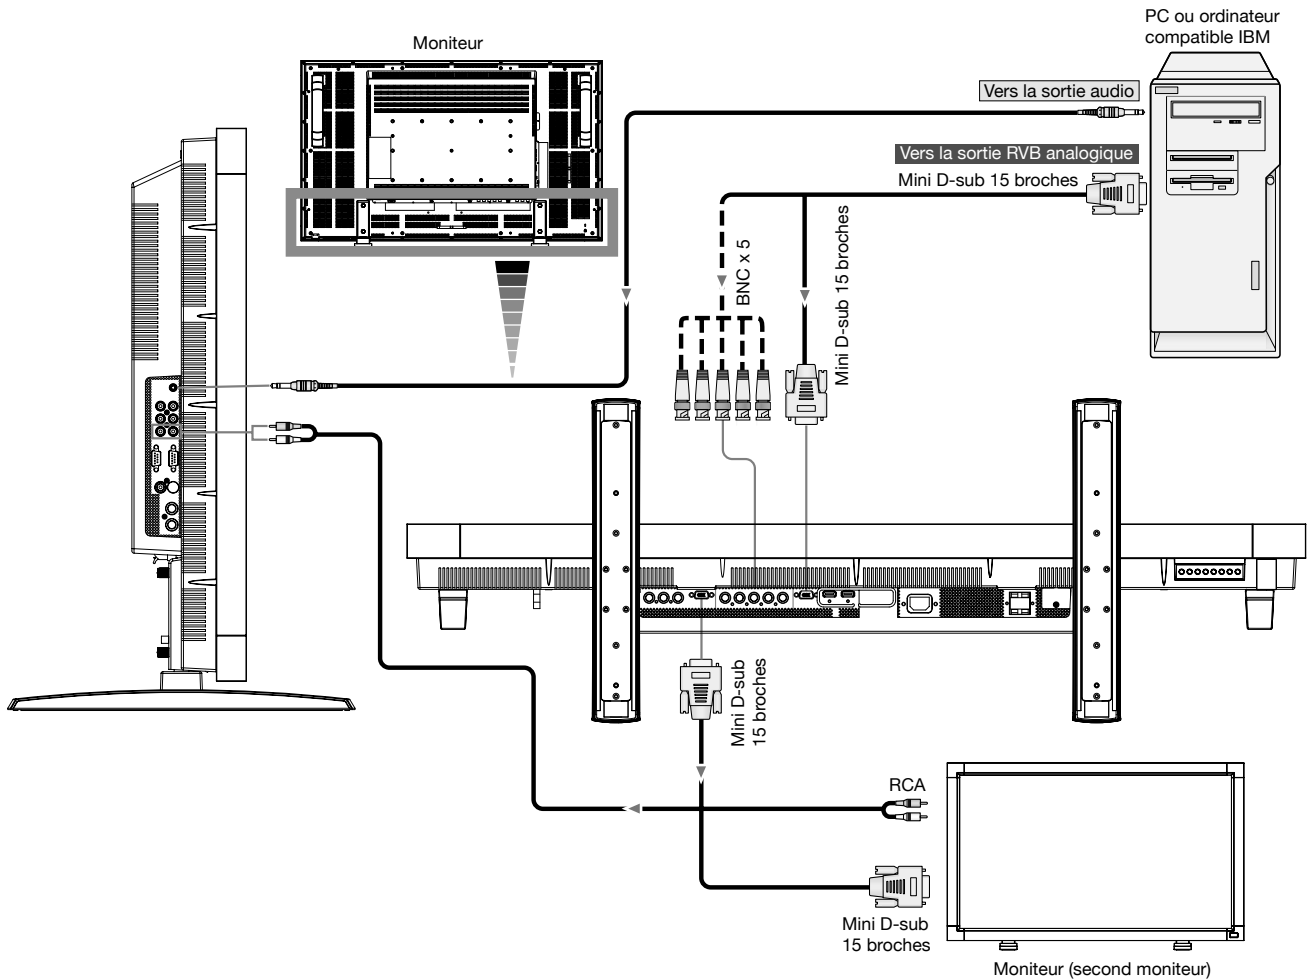 PC ou ordinateur
compatible IBM
Moniteur
Vers la sortie audio
Vers la sortie RVB analogique
Mini D-sub 15 broches
BNC x 5
Mini D-sub 15 broches
Mini D-sub
15 broches
RCA
Mini D-sub
15 broches
Moniteur (second moniteur)